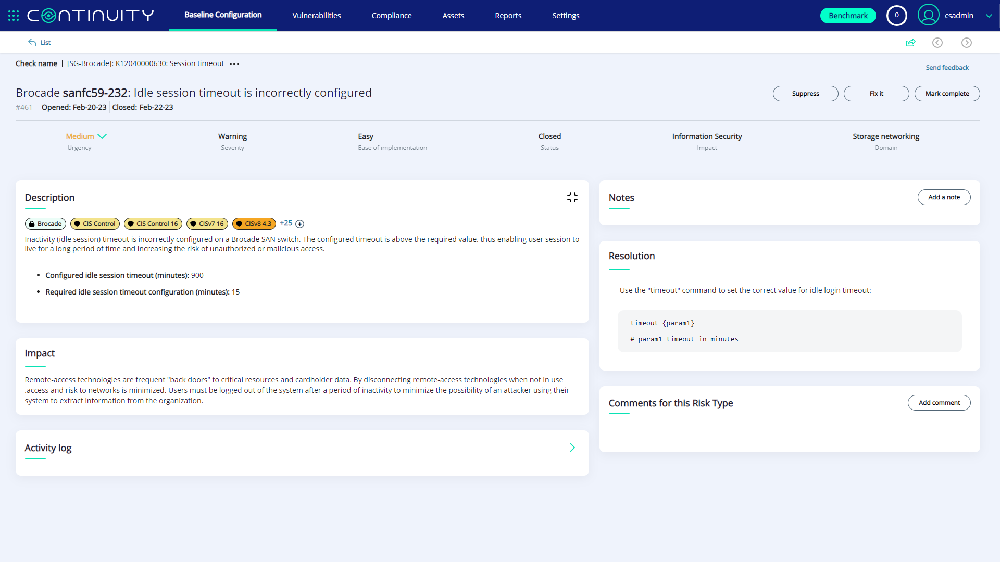 CONTINUITY
Baseline Configuration
Vulnerabilities
Compliance
Assets
Reports
Settings
Benchmark
0
csadmin
List
Check name | [SG-Brocade]: K12040000630: Session timeout •••
Send feedback
Brocade sanfc59-232: Idle session timeout is incorrectly configured
Suppress
Fix it
Mark complete
#461 Opened: Feb-20-23 | Closed: Feb-22-23
Medium
Urgency
Warning
Severity
Easy
Ease of implementation
Closed
Status
Information Security
Impact
Storage networking
Domain
Description
Brocade
CIS Control
CIS Control 16
CISv7 16
CISv8 4.3
+25
Inactivity (idle session) timeout is incorrectly configured on a Brocade SAN switch. The configured timeout is above the required value, thus enabling user session to
live for a long period of time and increasing the risk of unauthorized or malicious access.
• Configured idle session timeout (minutes): 900
• Required idle session timeout configuration (minutes): 15
Impact
Remote-access technologies are frequent "back doors" to critical resources and cardholder data. By disconnecting remote-access technologies when not in use
,access and risk to networks is minimized. Users must be logged out of the system after a period of inactivity to minimize the possibility of an attacker using their
system to extract information from the organization.
Activity log
Notes
Add a note
Resolution
Use the "timeout" command to set the correct value for idle login timeout:
timeout {param1}
# param1 timeout in minutes
Comments for this Risk Type
Add comment